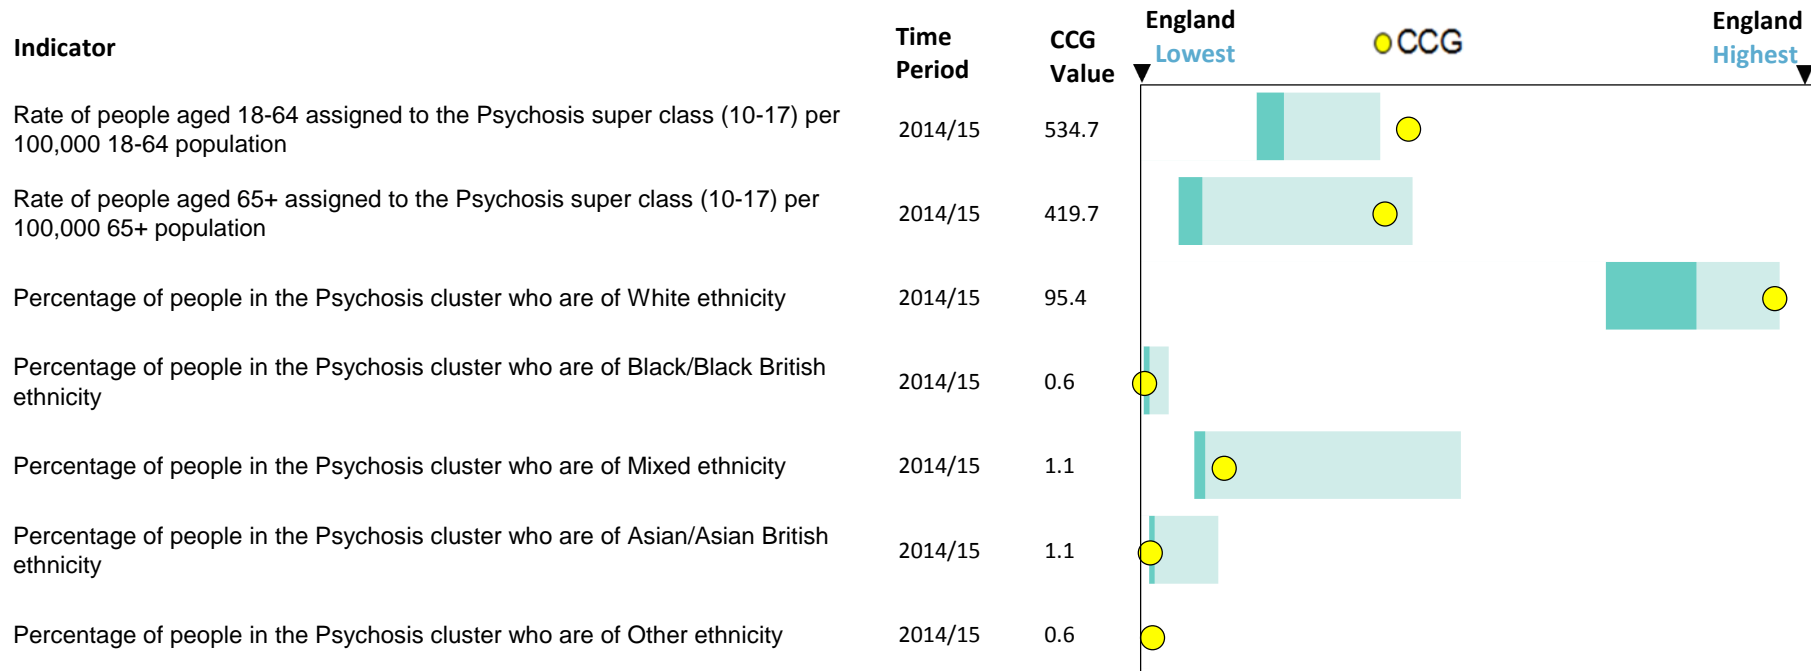 Indicator
Time
Period
CCG
Value
England
Lowest
CCG
England
Highest
Rate of people aged 18-64 assigned to the Psychosis super class (10-17) per
100,000 18-64 population
2014/15
534.7
Rate of people aged 65+ assigned to the Psychosis super class (10-17) per
100,000 65+ population
2014/15
419.7
Percentage of people in the Psychosis cluster who are of White ethnicity
2014/15
95.4
Percentage of people in the Psychosis cluster who are of Black/Black British
ethnicity
2014/15
0.6
Percentage of people in the Psychosis cluster who are of Mixed ethnicity
2014/15
1.1
Percentage of people in the Psychosis cluster who are of Asian/Asian British
ethnicity
2014/15
1.1
Percentage of people in the Psychosis cluster who are of Other ethnicity
2014/15
0.6